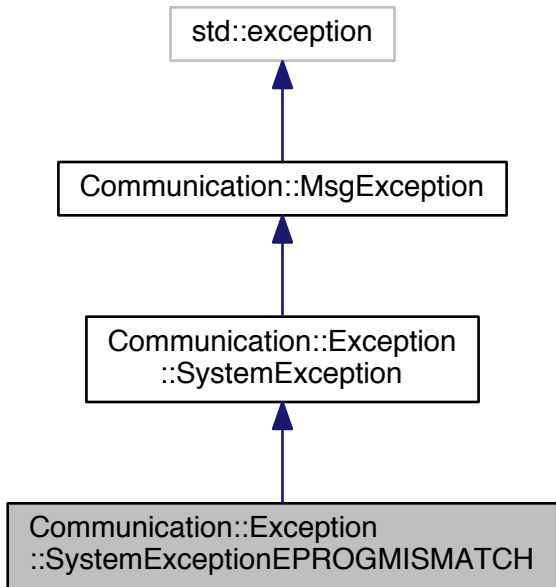 std::exception
Communication::MsgException
Communication::Exception
::SystemException
Communication::Exception
::SystemExceptionEPROGMISMATCH